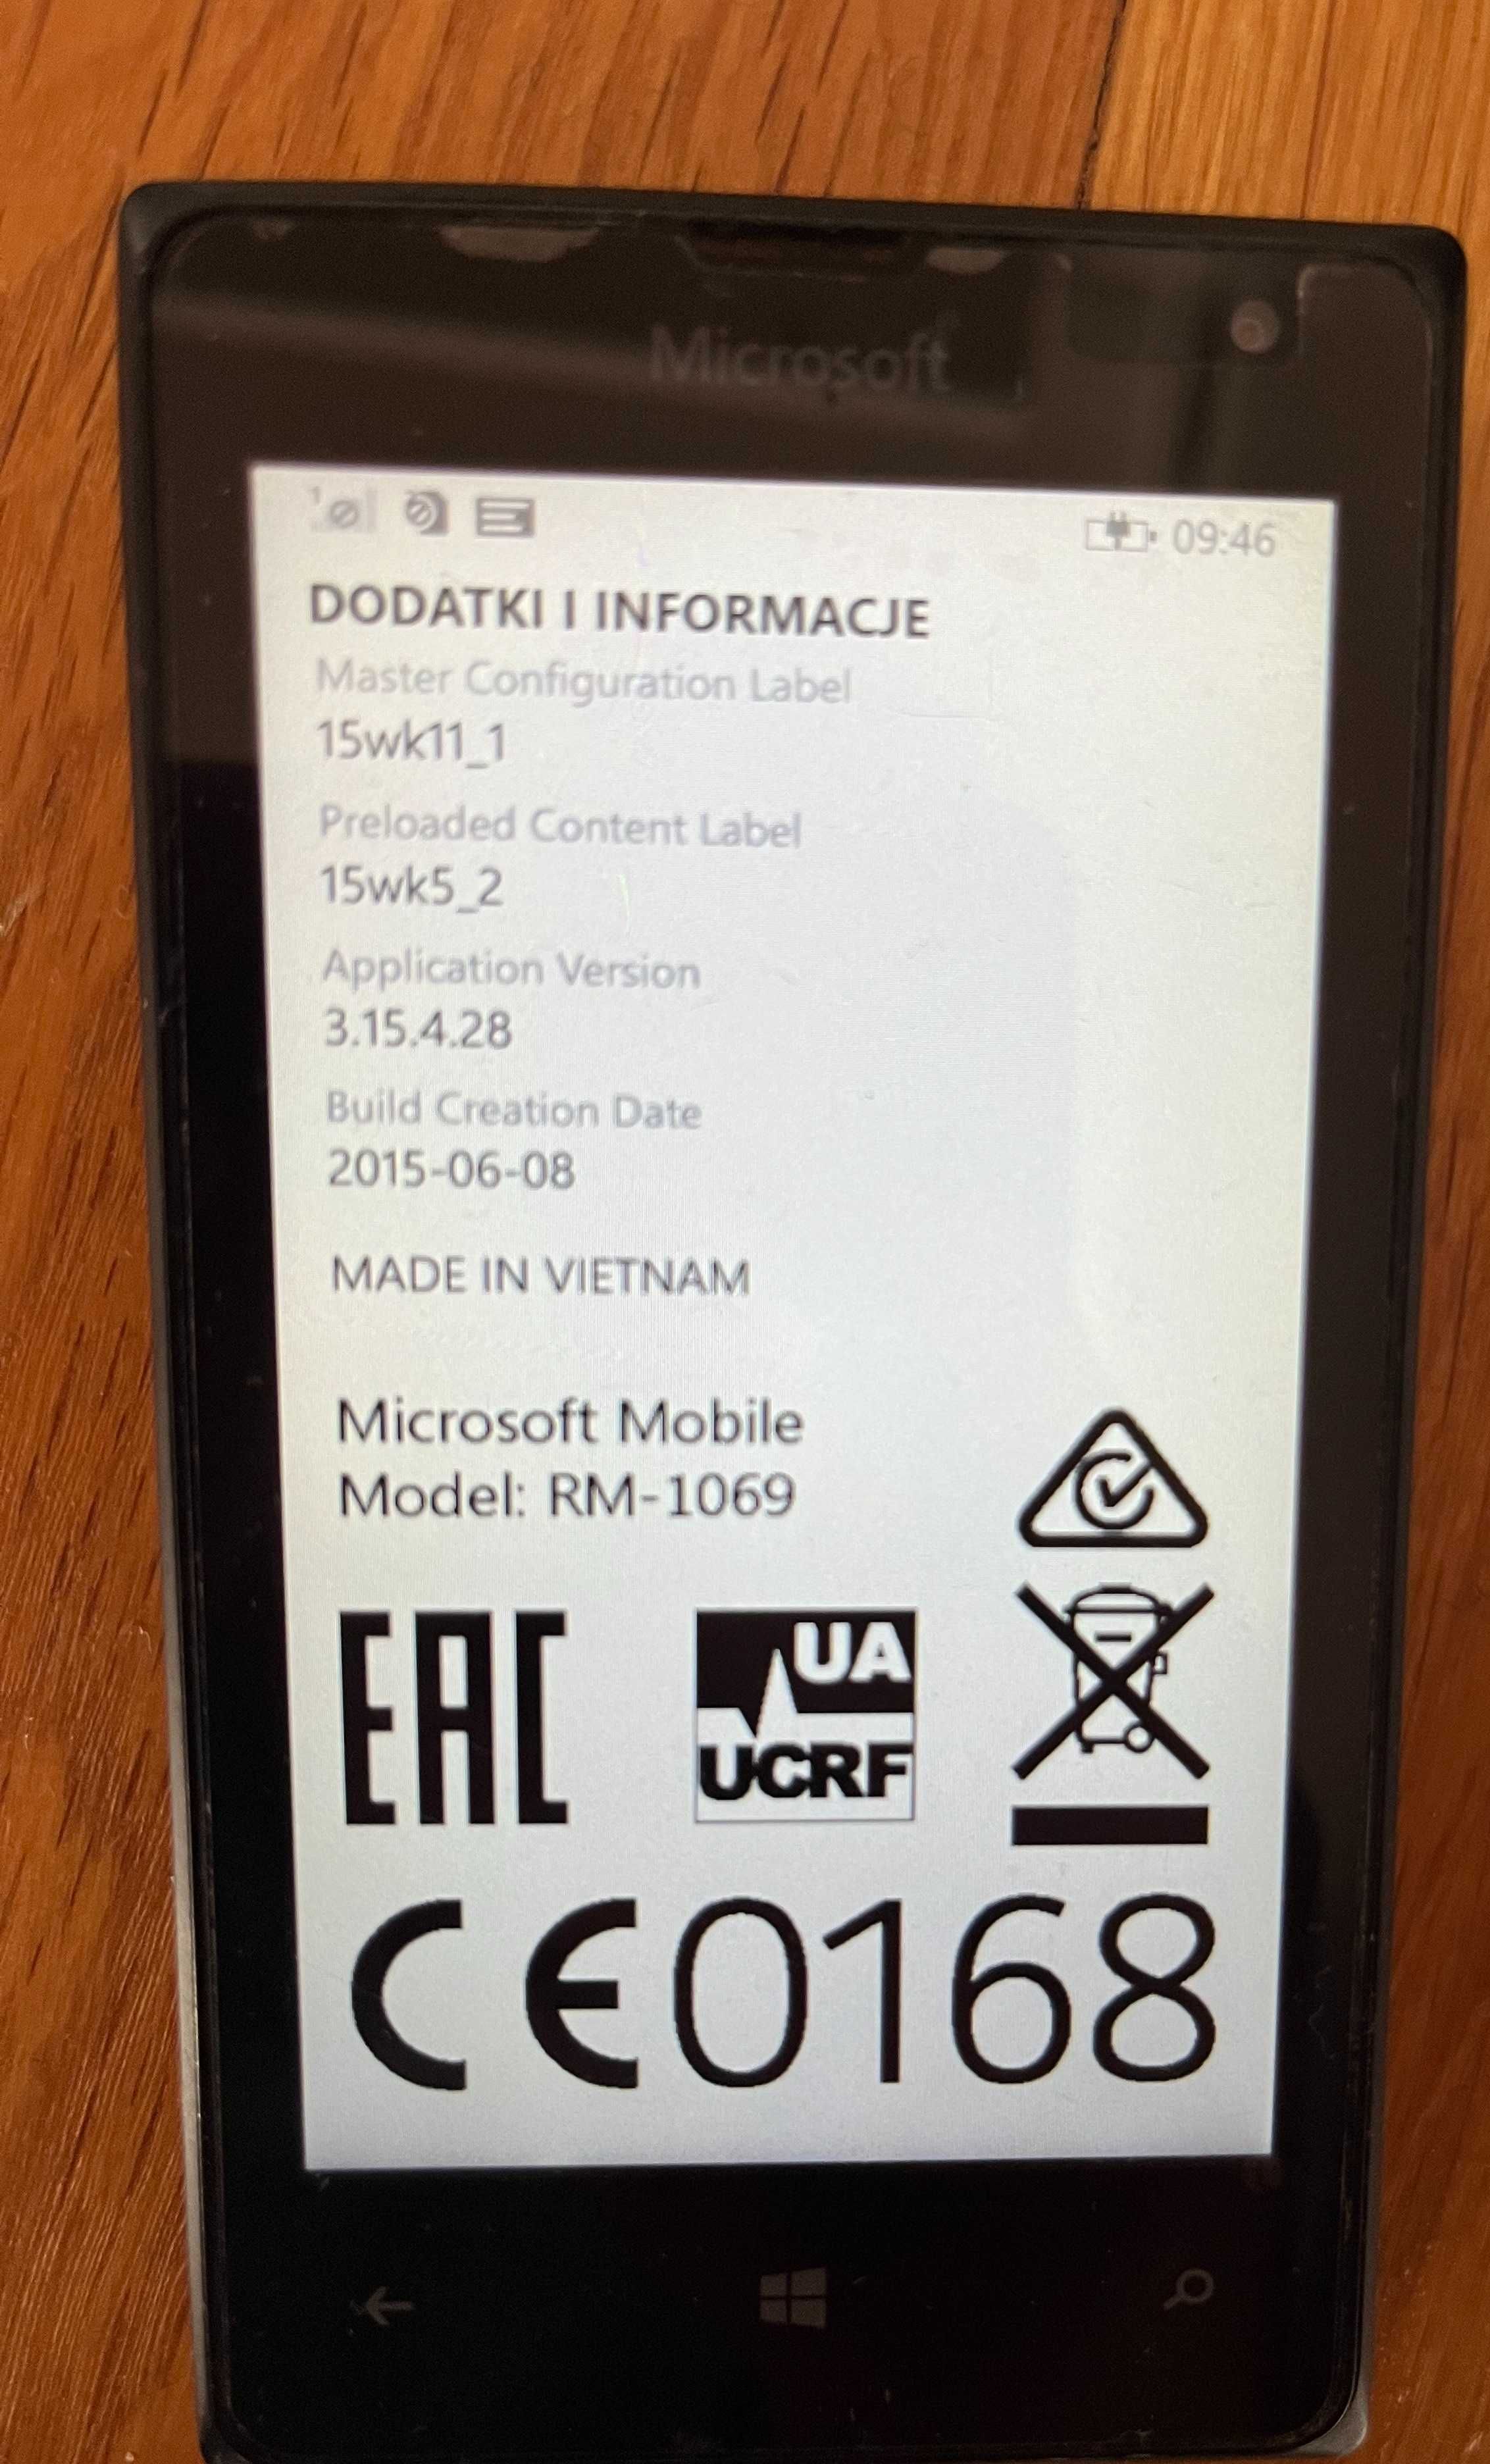 Microsoft
1
09:46
DODATKI I INFORMACJE
Master Configuration Label
15wk11_1
Preloaded Content Label
15wk5_2
Application Version
3.15.4.28
Build Creation Date
2015-06-08
MADE IN VIETNAM
Microsoft Mobile
Model: RM-1069
EAC
UA
UCRF
CE0168